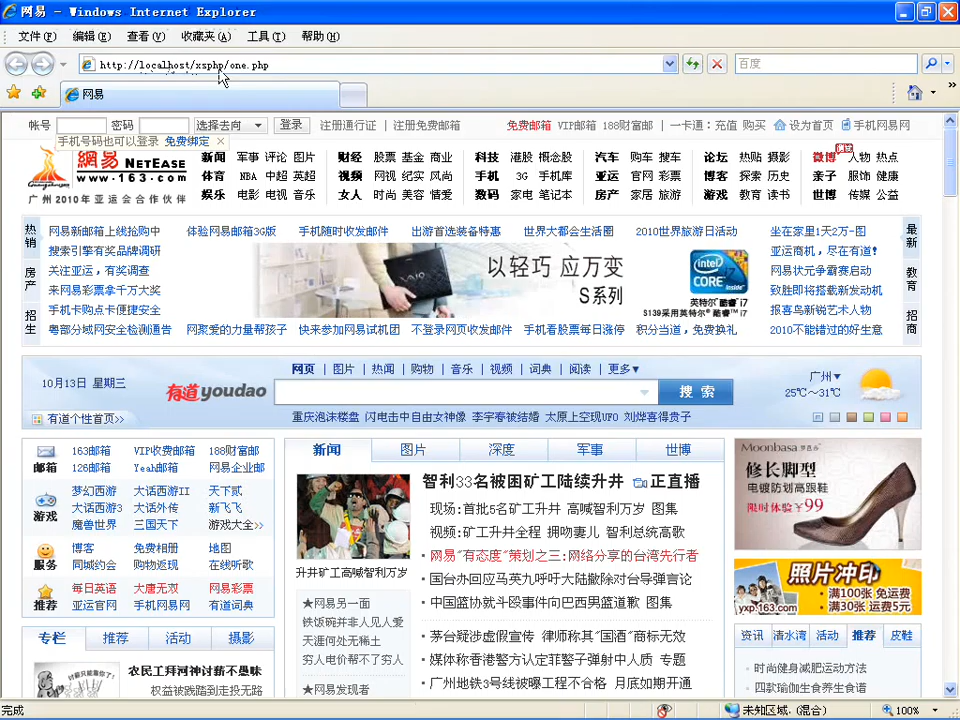 网易 - Windows Internet Explorer
文件(F) 编辑(E) 查看(V) 收藏夹(A) 工具(T) 帮助(H)
http://localhost/xsphp/one.php 百度
网易
帐号 密码 选择去向 登录 注册通行证 | 注册免费邮箱 免费邮箱 VIP邮箱 188财富邮 | 一卡通：充值 购买 设为首页 手机网易网
手机号码也可以登录 免费绑定
網易 NETEASE
www.163.com
广州2010年亚运会合作伙伴
新闻 军事 评论 图片 财经 股票 基金 商业 科技 港股 概念股 汽车 购车 搜车 论坛 热贴 摄影 微博 人物 热点
体育 NBA 中超 英超 视频 网视 纪实 风尚 手机 3G 手机库 亚运 官网 彩票 博客 探索 历史 亲子 服饰 健康
娱乐 电影 电视 音乐 女人 时尚 美容 情爱 数码 家电 笔记本 房产 家居 旅游 游戏 教育 读书 世博 传媒 公益
热销
房产
招生
网易新邮箱上线抢购中 体验网易邮箱3G版 手机随时收发邮件 出游首选装备特惠 世界大都会生活圈 2010世界旅游日活动 坐在家里1天2万-图
搜索引擎有奖品牌调研 亚运商机，尽在有道！
关注亚运，有奖调查 网易状元争霸赛启动
来网易彩票拿千万大奖 致胜即将搭载新发动机
手机卡购点卡便捷安全 报喜鸟新锐艺术人物
粤部分域网安全检测通告 网聚爱的力量帮孩子 快来参加网易试机团 不登录网页收发邮件 手机看股票每日涨停 积分当道，免费换礼 2010不能错过的好生意
以轻巧 应万变
S系列
intel CORE i7
英特尔 酷睿 i7
S139采用英特尔 酷睿 i7
最新
教育
招商
10月13日 星期三
有道个性首页>>
有道youdao
网页 | 图片 | 热闻 | 购物 | 音乐 | 视频 | 词典 | 阅读 | 更多▼
搜 索
重庆泡沫楼盘 闪电击中自由女神像 李宇春被结婚 太原上空现UFO 刘烨喜得贵子
广州▼
25℃～31℃
邮箱
163邮箱 VIP收费邮箱 188财富邮
126邮箱 Yeah邮箱 网易企业邮
游戏
梦幻西游 大话西游II 天下贰
大话西游3 大话外传 新飞飞
魔兽世界 三国天下 游戏大全>>
服务
博客 免费相册 地图
同城约会 购物返现 在线听歌
推荐
每日英语 大唐无双 网易彩票
亚运官网 手机网易网 有道词典
专栏 推荐 活动 摄影
农民工拜河神讨薪不愚昧
权益被践踏到走投无路
新闻 图片 深度 军事 世博
升井矿工高喊智利万岁
★网易另一面
铁饭碗并非人见人爱
天涯何处无稀土
穷人电价帮不了穷人
★网易发现者
智利33名被困矿工陆续升井 正直播
现场:首批5名矿工升井 高喊智利万岁 图集
视频:矿工升井全程 拥吻妻儿 智利总统高歌
网易"有态度"策划之三:网络分享的台湾先行者
国台办回应马英九呼吁大陆撤除对台导弹言论
中国篮协就斗殴事件向巴西男篮道歉 图集
茅台疑涉虚假宣传 律师称其"国酒"商标无效
媒体称香港警方认定菲警子弹射中人质 专题
广州地铁3号线被曝工程不合格 月底如期开通
Moonbasa
修长脚型
电镀防划高跟鞋
限时体验￥99
照片冲印
满100张 免运费
满30张 运费5元
yxp.163.com
资讯 清水湾 活动 推荐 皮鞋
时尚健身减肥运动方法
四款瑜伽生食养生食谱
完成 未知区域 (混合) 100%